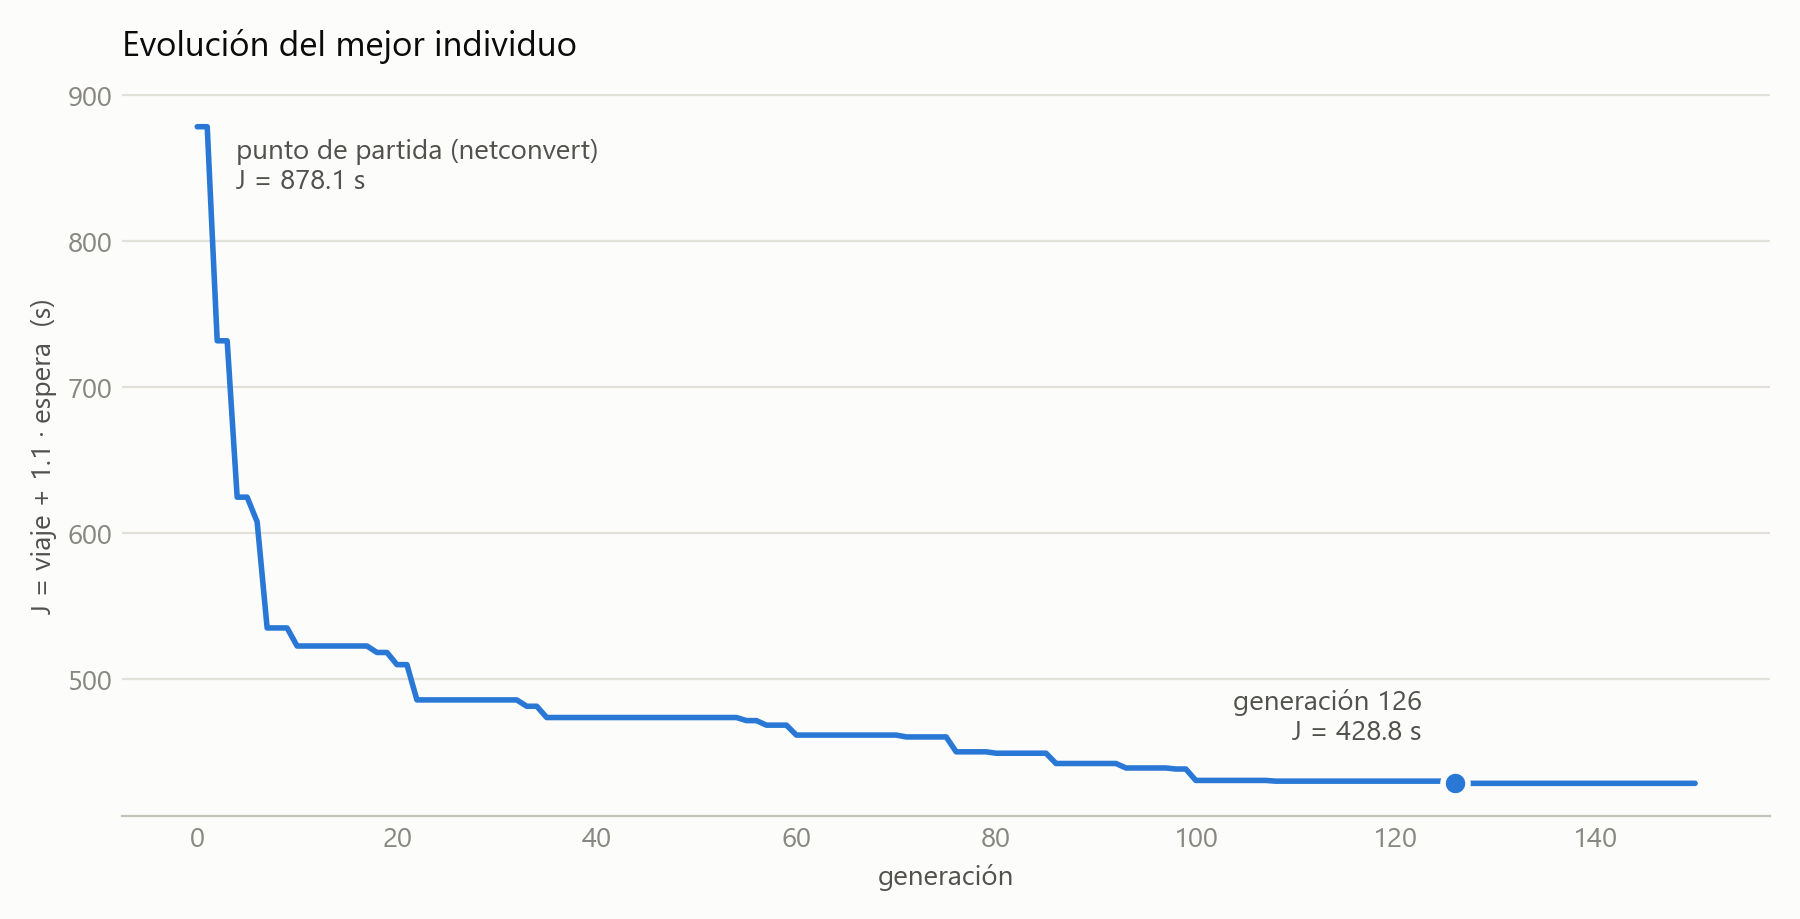 Evolución del mejor individuo
900
800
700
600
500
J = viaje + 1.1 · espera (s)
punto de partida (netconvert)
J = 878.1 s
generación 126
J = 428.8 s
0 20 40 60 80 100 120 140
generación